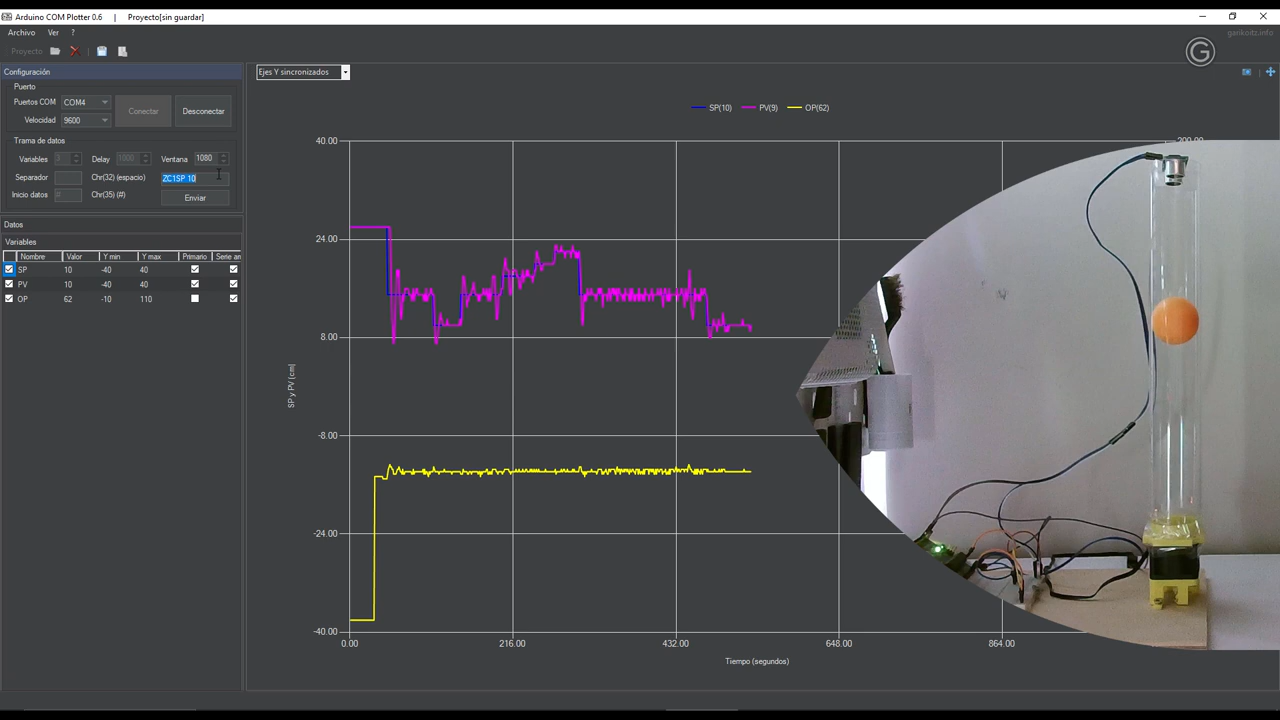 Arduino COM Plotter 0.6 | Proyecto[sin guardar]
Archivo Ver ?
Proyecto
garikoitz.info
G
Configuración
Puerto
Puertos COM COM4 Conectar Desconectar
Velocidad 9600
Trama de datos
Variables 3 Delay 1000 Ventana 1080
Separador Chr(32) (espacio) ZC1SP 10
Inicio datos # Chr(35) (#) Enviar
Datos
Variables
Nombre Valor Y min Y max Primario Serie an
SP 10 -40 40
PV 10 -40 40
OP 62 -10 110
Ejes Y sincronizados
SP(10) PV(9) OP(62)
40.00
24.00
8.00
-8.00
-24.00
-40.00
200.00
SP y PV (cm)
0.00 216.00 432.00 648.00 864.00
Tiempo (segundos)